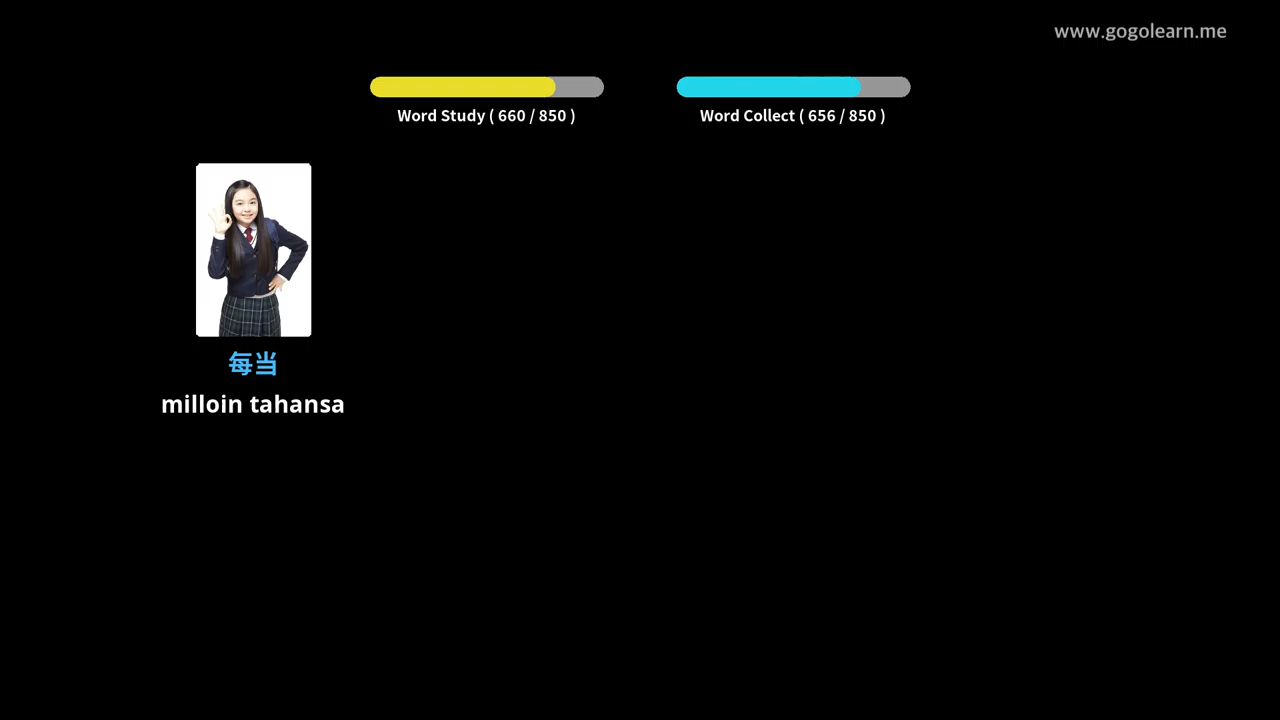 www.gogolearn.me
Word Study ( 660 / 850 )
Word Collect ( 656 / 850 )
每当
milloin tahansa